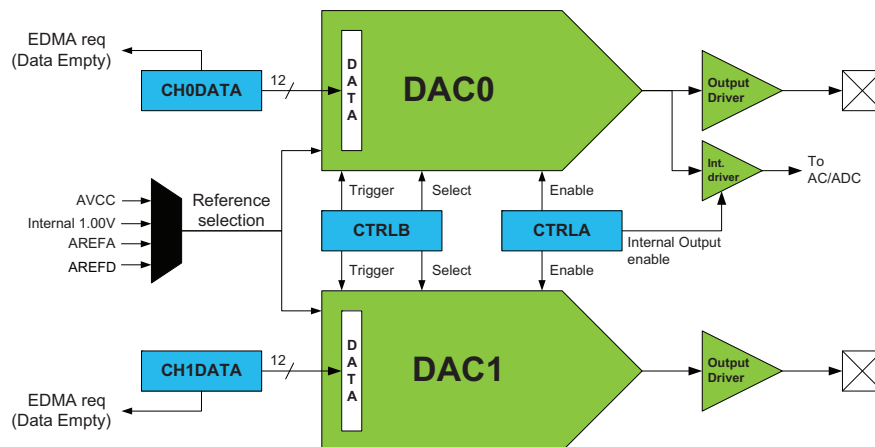 EDMA req
(Data Empty)
CH0DATA
12
DATA
DAC0
Output
Driver
Int.
driver
To
AC/ADC
AVCC
Internal 1.00V
AREFA
AREFD
Reference
selection
Trigger
Select
Enable
CTRLB
CTRLA
Internal Output
enable
Trigger
Select
Enable
CH1DATA
12
DATA
DAC1
Output
Driver
EDMA req
(Data Empty)